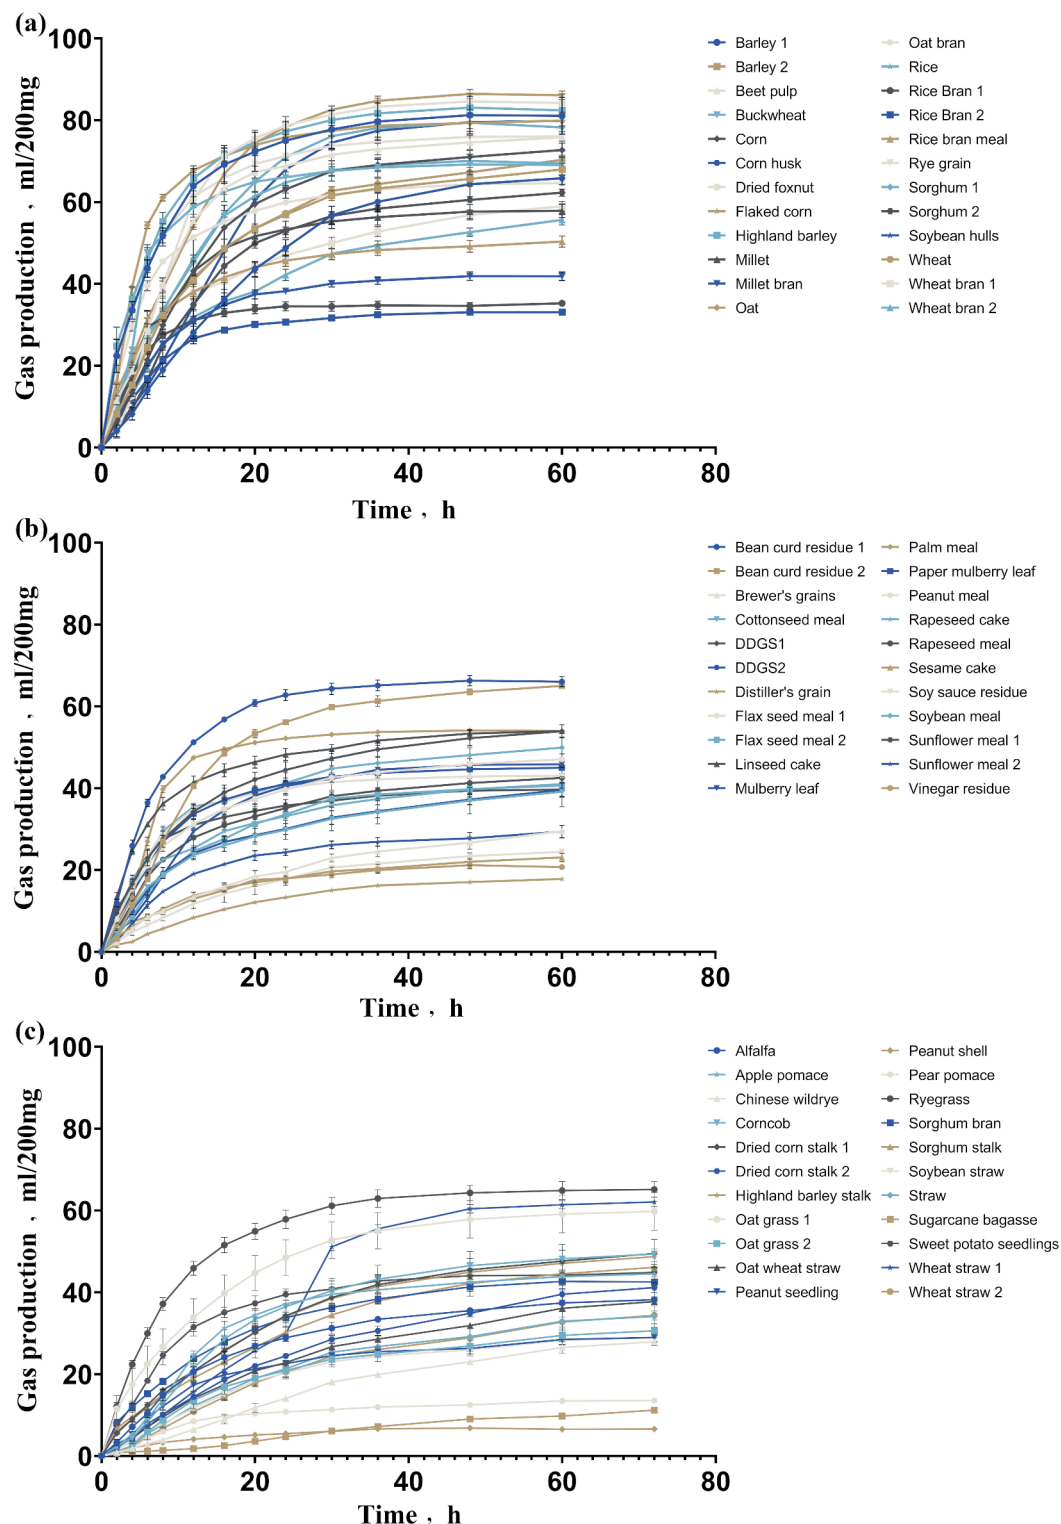 (a)
100
80
60
40
20
0
Gas production , ml/200mg
0 20 40 60 80
Time , h
Barley 1 Oat bran
Barley 2 Rice
Beet pulp Rice Bran 1
Buckwheat Rice Bran 2
Corn Rice bran meal
Corn husk Rye grain
Dried foxnut Sorghum 1
Flaked corn Sorghum 2
Highland barley Soybean hulls
Millet Wheat
Millet bran Wheat bran 1
Oat Wheat bran 2
(b)
100
80
60
40
20
0
Gas production , ml/200mg
0 20 40 60 80
Time , h
Bean curd residue 1 Palm meal
Bean curd residue 2 Paper mulberry leaf
Brewer's grains Peanut meal
Cottonseed meal Rapeseed cake
DDGS1 Rapeseed meal
DDGS2 Sesame cake
Distiller's grain Soy sauce residue
Flax seed meal 1 Soybean meal
Flax seed meal 2 Sunflower meal 1
Linseed cake Sunflower meal 2
Mulberry leaf Vinegar residue
(c)
100
80
60
40
20
0
Gas production , ml/200mg
0 20 40 60 80
Time , h
Alfalfa Peanut shell
Apple pomace Pear pomace
Chinese wildrye Ryegrass
Corncob Sorghum bran
Dried corn stalk 1 Sorghum stalk
Dried corn stalk 2 Soybean straw
Highland barley stalk Straw
Oat grass 1 Sugarcane bagasse
Oat grass 2 Sweet potato seedlings
Oat wheat straw Wheat straw 1
Peanut seedling Wheat straw 2